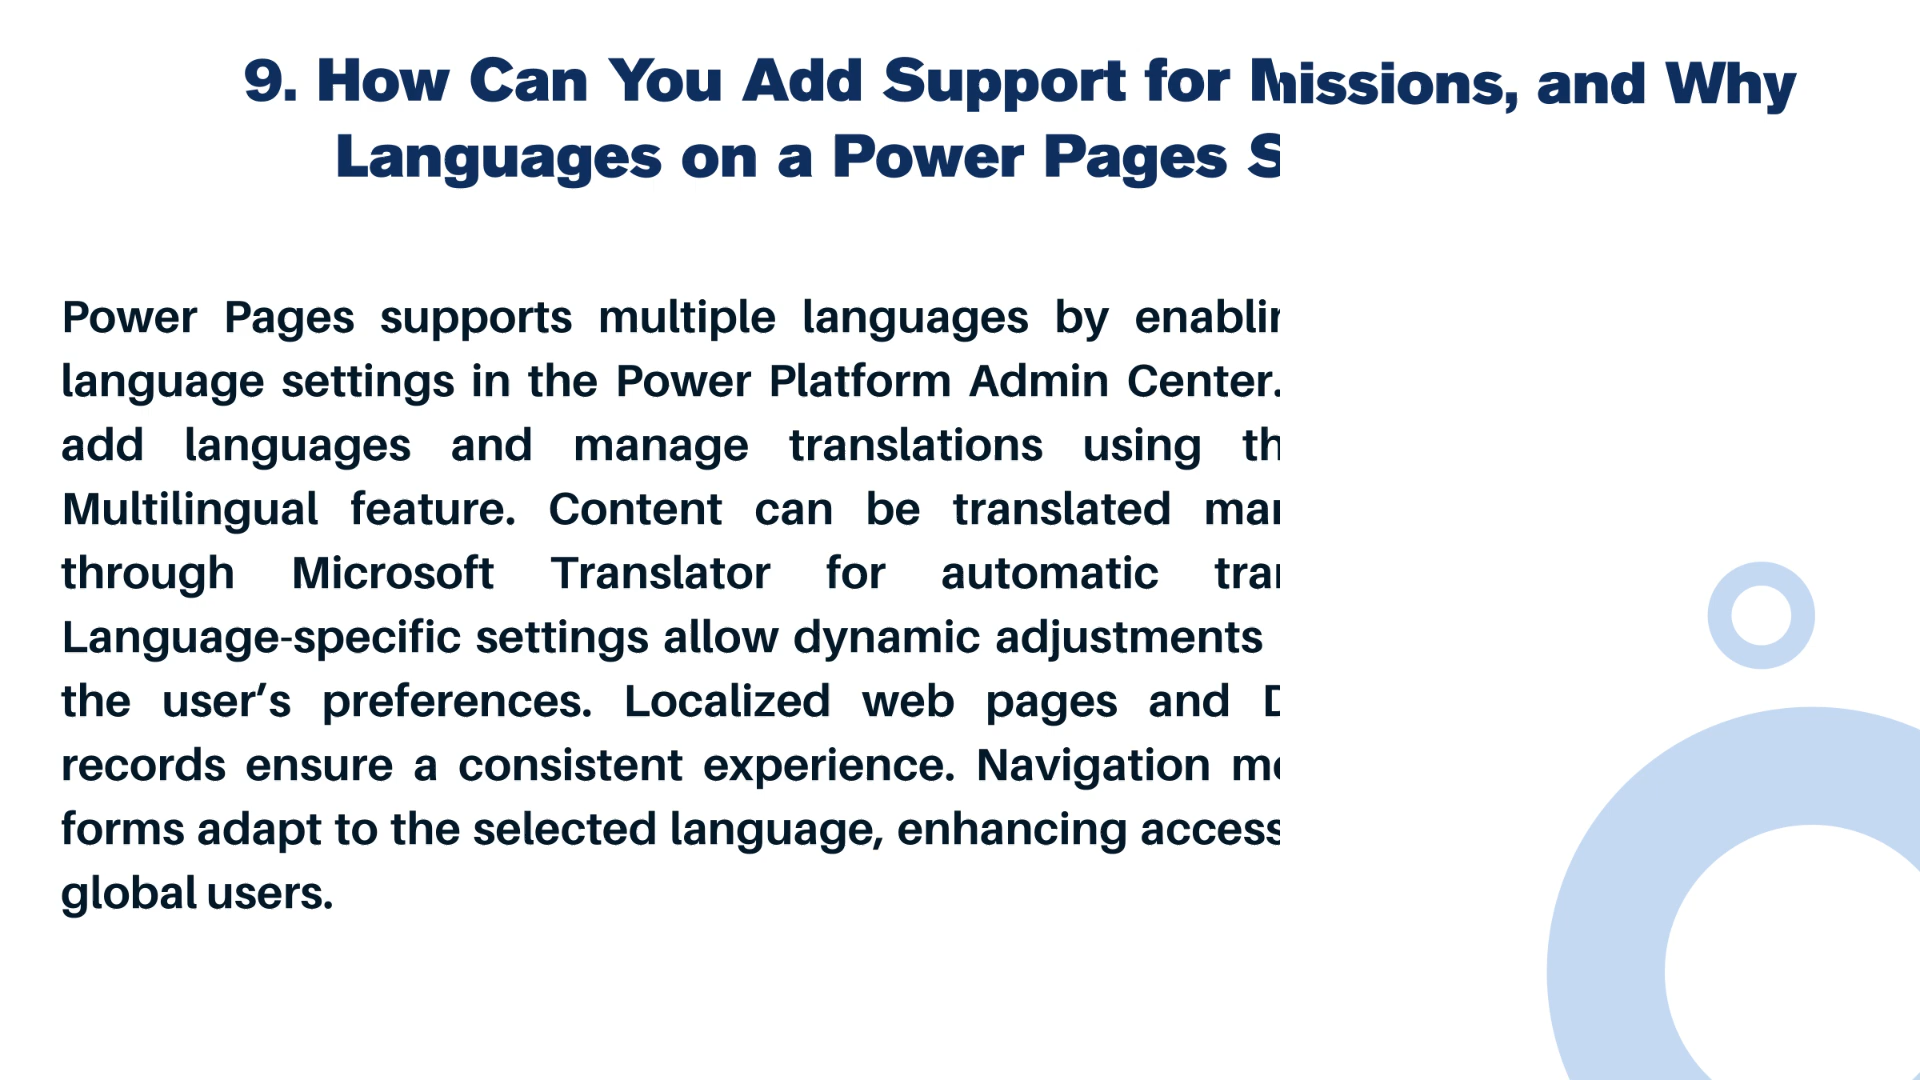 9. How Can You Add Support for missions, and Why
Languages on a Power Pages
Power Pages supports multiple languages by
language settings in the Power Platform Admin Center.
add languages and manage translations using
Multilingual feature. Content can be translated
through Microsoft Translator for automatic
Language-specific settings allow dynamic adjustments
the user’s preferences. Localized web pages and
records ensure a consistent experience. Navigation
forms adapt to the selected language, enhancing
global users.